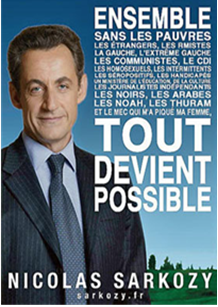 ENSEMBLE
SANS LES PAUVRES
LES ÉTRANGERS, LES RMISTES
LA GAUCHE, L'EXTRÊME GAUCHE
LES COMMUNISTES, LE CDI
LES HOMOSEXUELS, LES INTERMITTENTS
LES SÉROPOSITIFS, LES HANDICAPÉS
UN MINISTÈRE DE L'ÉDUCATION, DE LA CULTURE
LES JOURNALISTES INDÉPENDANTS
LES NOIRS, LES ARABES
LES NOAH, LES THURAM
ET LE MEC QUI M'A PIQUÉ MA FEMME,
TOUT
DEVIENT
POSSIBLE
NICOLAS SARKOZY
sarkozy.fr